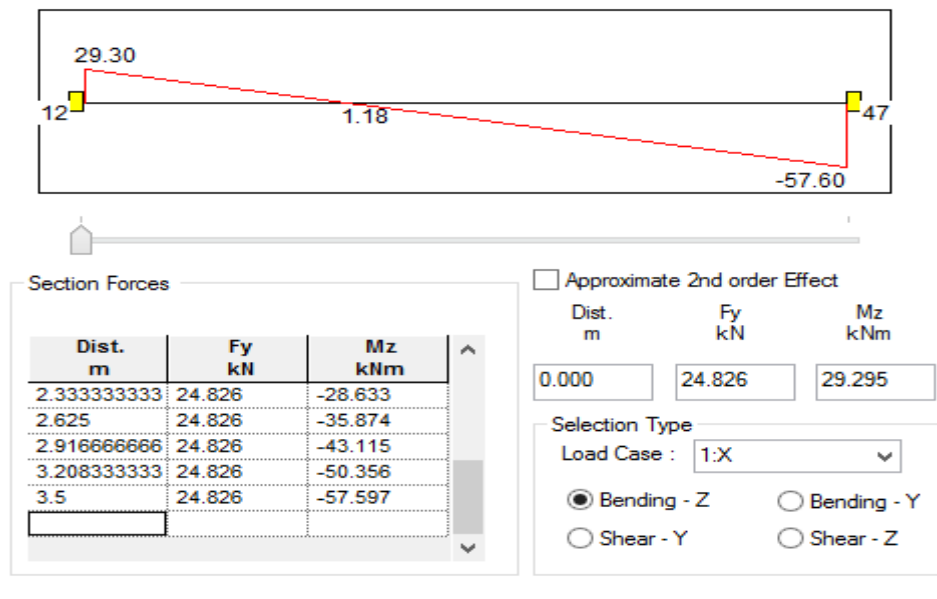 29.30
12
1.18
47
-57.60
Section Forces
Dist. m Fy kN Mz kNm
2.333333333 24.826 -28.633
2.625 24.826 -35.874
2.916666666 24.826 -43.115
3.208333333 24.826 -50.356
3.5 24.826 -57.597
Approximate 2nd order Effect
Dist. m Fy kN Mz kNm
0.000 24.826 29.295
Selection Type
Load Case : 1:X
Bending - Z Bending - Y
Shear - Y Shear - Z